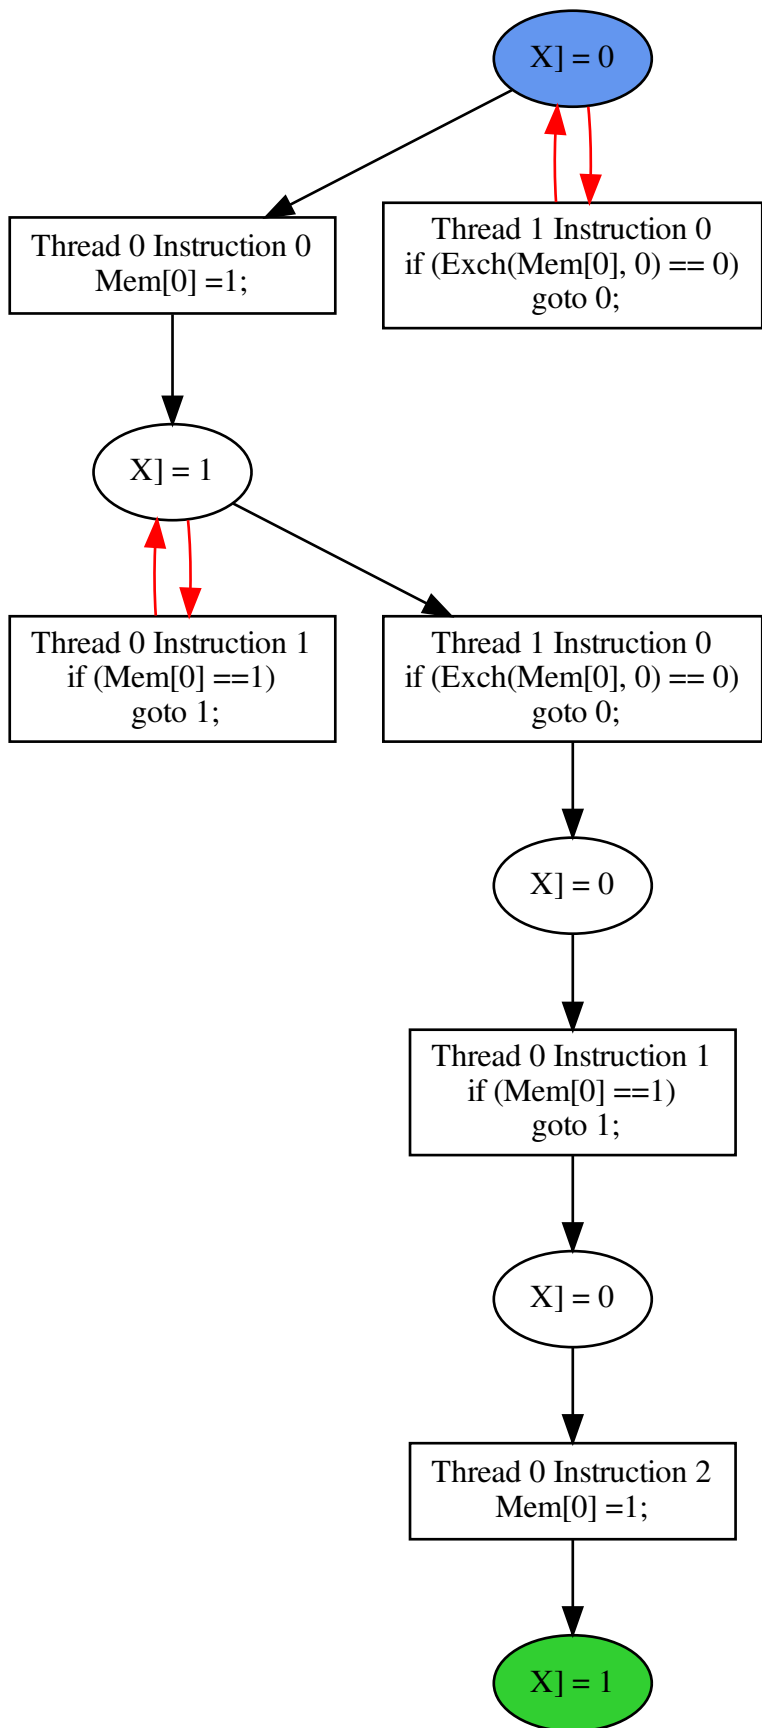 X] = 0
Thread 0 Instruction 0
Mem[0] =1;
Thread 1 Instruction 0
if (Exch(Mem[0], 0) == 0)
goto 0;
X] = 1
Thread 0 Instruction 1
if (Mem[0] ==1)
goto 1;
Thread 1 Instruction 0
if (Exch(Mem[0], 0) == 0)
goto 0;
X] = 0
Thread 0 Instruction 1
if (Mem[0] ==1)
goto 1;
X] = 0
Thread 0 Instruction 2
Mem[0] =1;
X] = 1